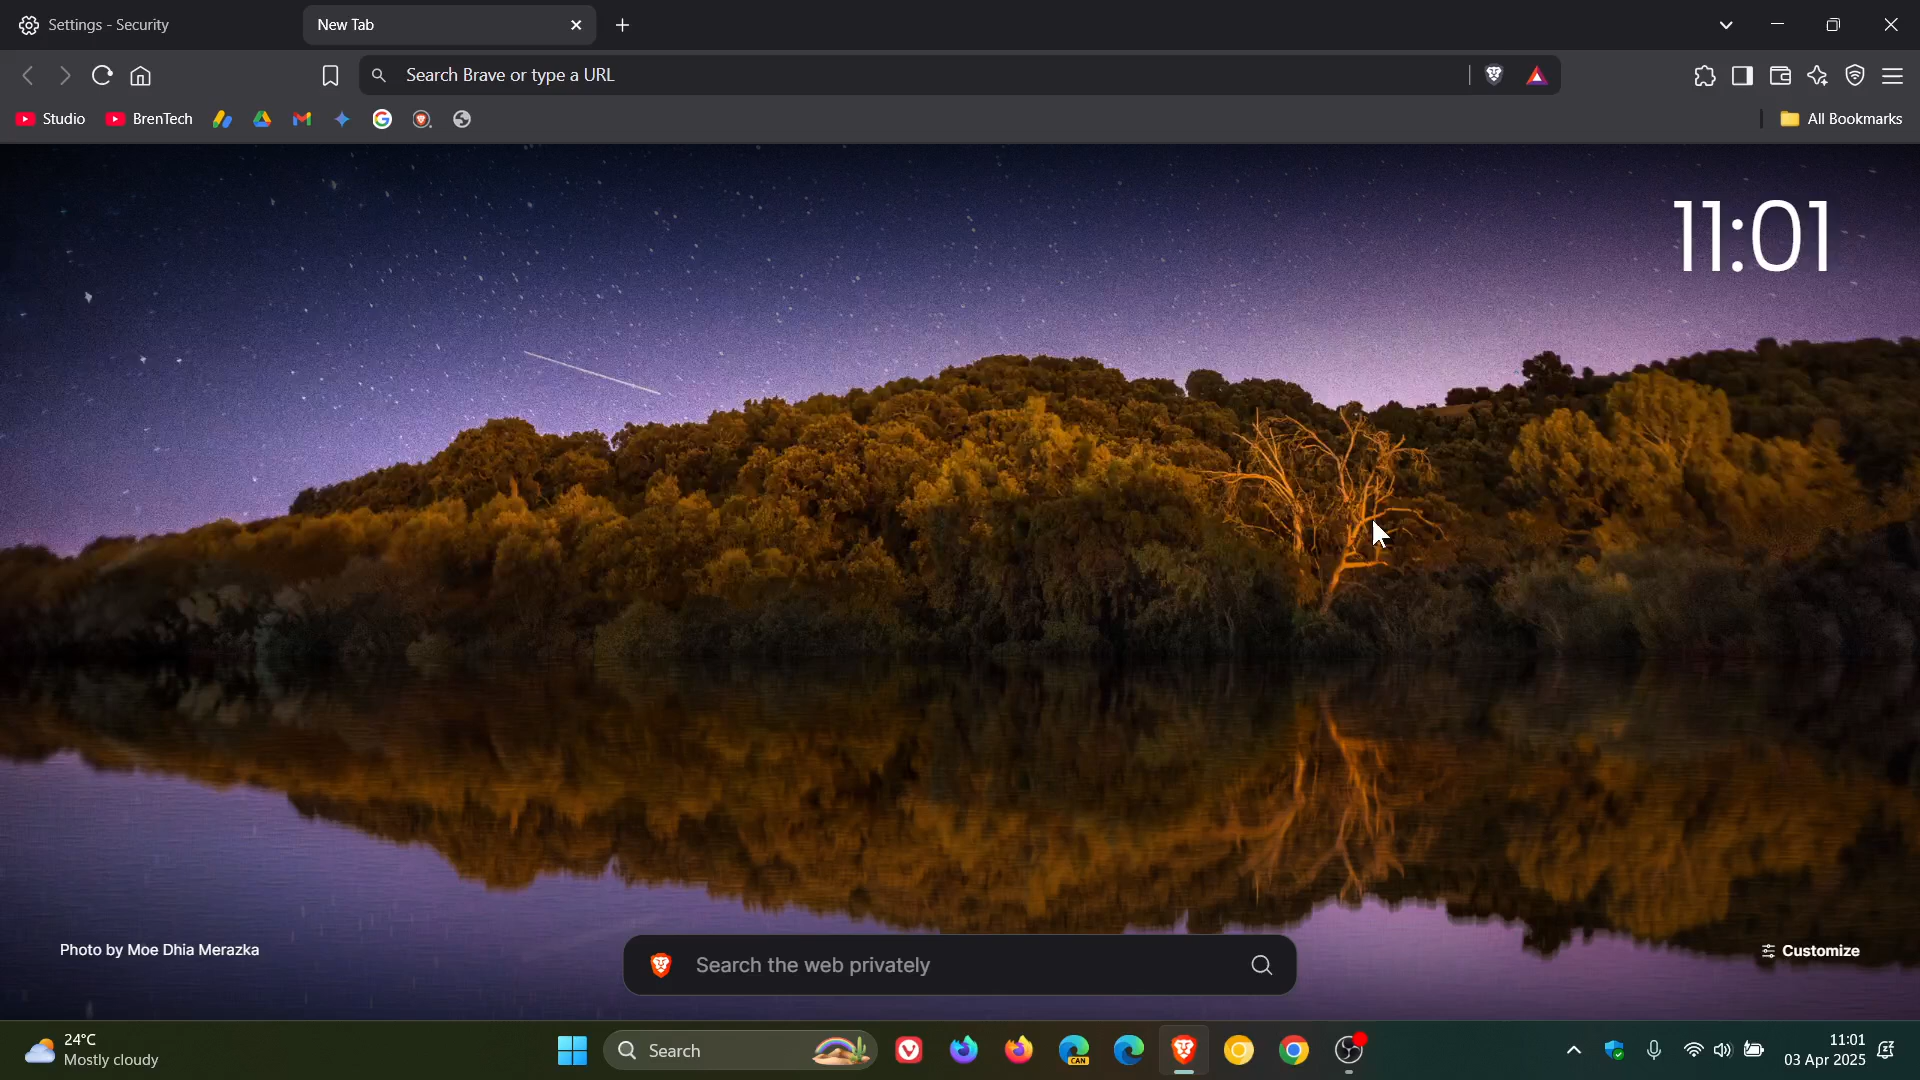 Settings - Security
New Tab
Search Brave or type a URL
Studio
BrenTech
All Bookmarks
11:01
Photo by Moe Dhia Merazka
Search the web privately
Customize
24°C
Mostly cloudy
Search
CAN
11:01
03 Apr 2025